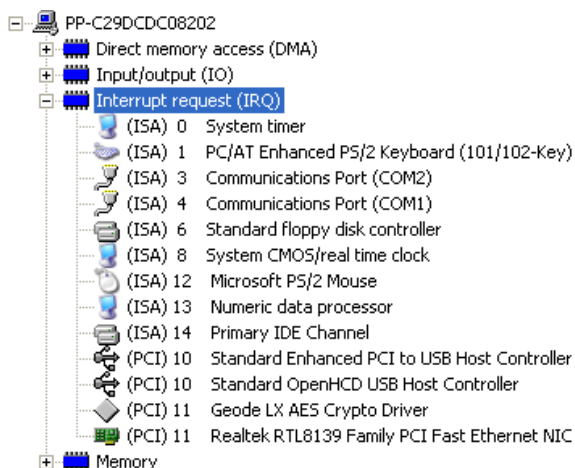 PP-C29DCDC08202
Direct memory access (DMA)
Input/output (IO)
Interrupt request (IRQ)
(ISA) 0 System timer
(ISA) 1 PC/AT Enhanced PS/2 Keyboard (101/102-Key)
(ISA) 3 Communications Port (COM2)
(ISA) 4 Communications Port (COM1)
(ISA) 6 Standard floppy disk controller
(ISA) 8 System CMOS/real time clock
(ISA) 12 Microsoft PS/2 Mouse
(ISA) 13 Numeric data processor
(ISA) 14 Primary IDE Channel
(PCI) 10 Standard Enhanced PCI to USB Host Controller
(PCI) 10 Standard OpenHCD USB Host Controller
(PCI) 11 Geode LX AES Crypto Driver
(PCI) 11 Realtek RTL8139 Family PCI Fast Ethernet NIC
Memory